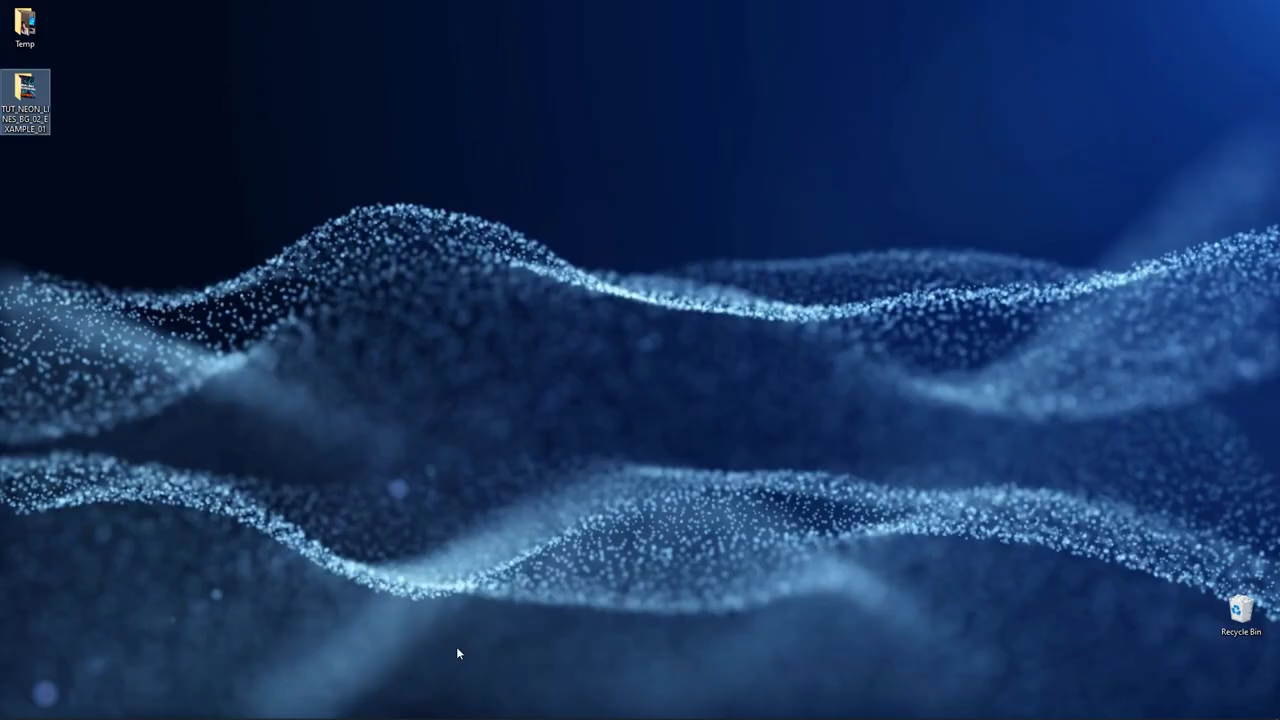 Temp
TUT_NEON_LI
NES_BG_02_E
XAMPLE_01
Recycle Bin